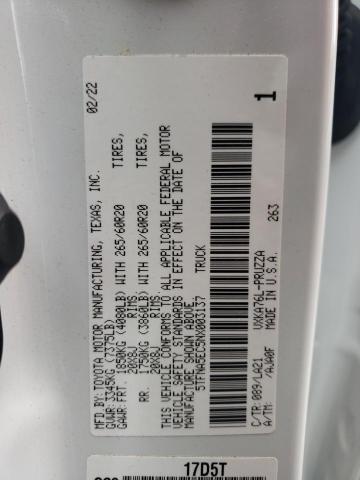 MFD. BY:TOYOTA MOTOR MANUFACTURING, TEXAS, INC. 02/22
GVWR:3345KG (7375LB)
GAWR:FRT. 1850KG (4080LB) WITH 265/60R20 TIRES,
20X8J RIMS
RR. 1750KG (3860LB) WITH 265/60R20 TIRES,
20X8J RIMS
THIS VEHICLE CONFORMS TO ALL APPLICABLE FEDERAL MOTOR
VEHICLE SAFETY STANDARDS IN EFFECT ON THE DATE OF
MANUFACTURE SHOWN ABOVE.
5TFNA5EC5NX003137 TRUCK
1
263
C/TR:089/LA21 VXKA76L-PRUZZA
/AJA0F MADE IN U.S.A.
17D5T